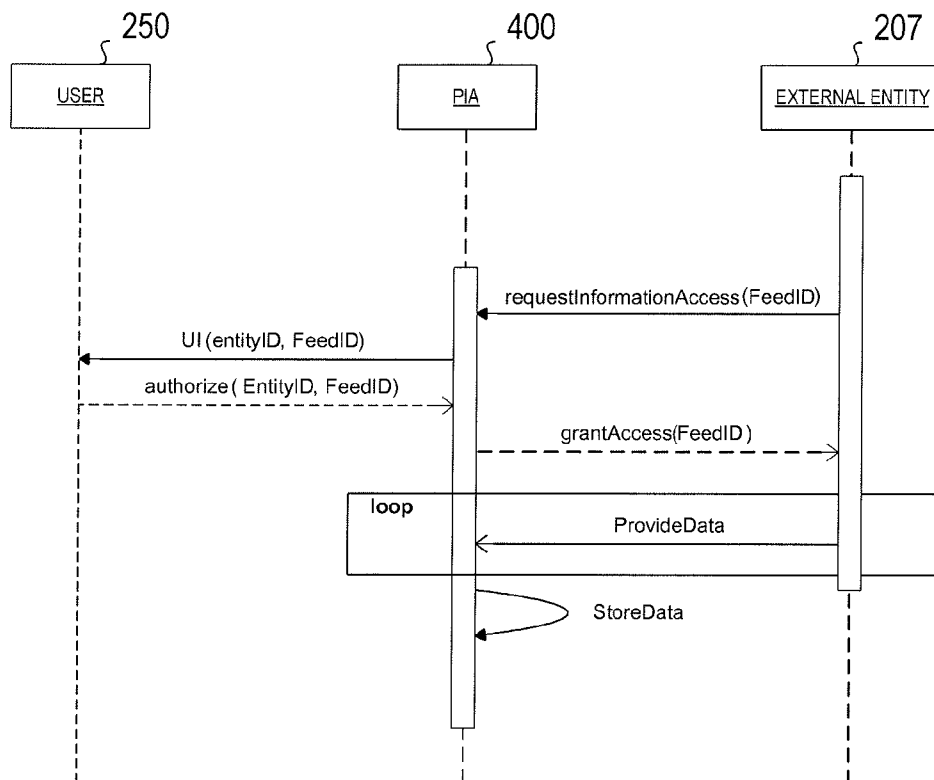 250
400
207
USER
PIA
EXTERNAL ENTITY
requestInformationAccess(FeedID)
UI(entityID, FeedID)
authorize( EntityID, FeedID)
grantAccess(FeedID)
loop
ProvideData
StoreData